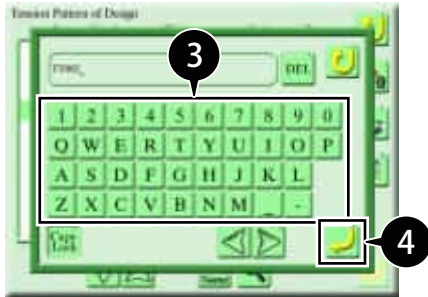 Tension Pattern of Design
3
DEL
1 2 3 4 5 6 7 8 9 0
Q W E R T Y U I O P
A S D F G H J K L
Z X C V B N M _ -
Caps Lock
4